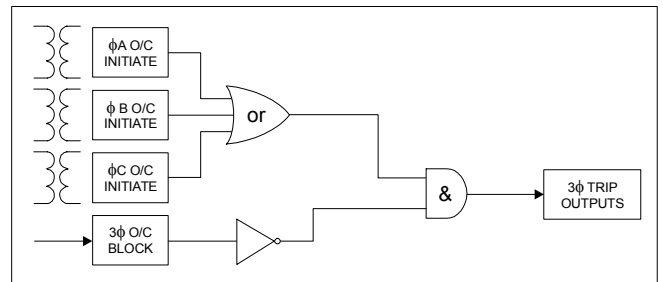 ϕA O/C
INITIATE
ϕ B O/C
INITIATE
ϕC O/C
INITIATE
3ϕ O/C
BLOCK
or
&
3ϕ TRIP
OUTPUTS